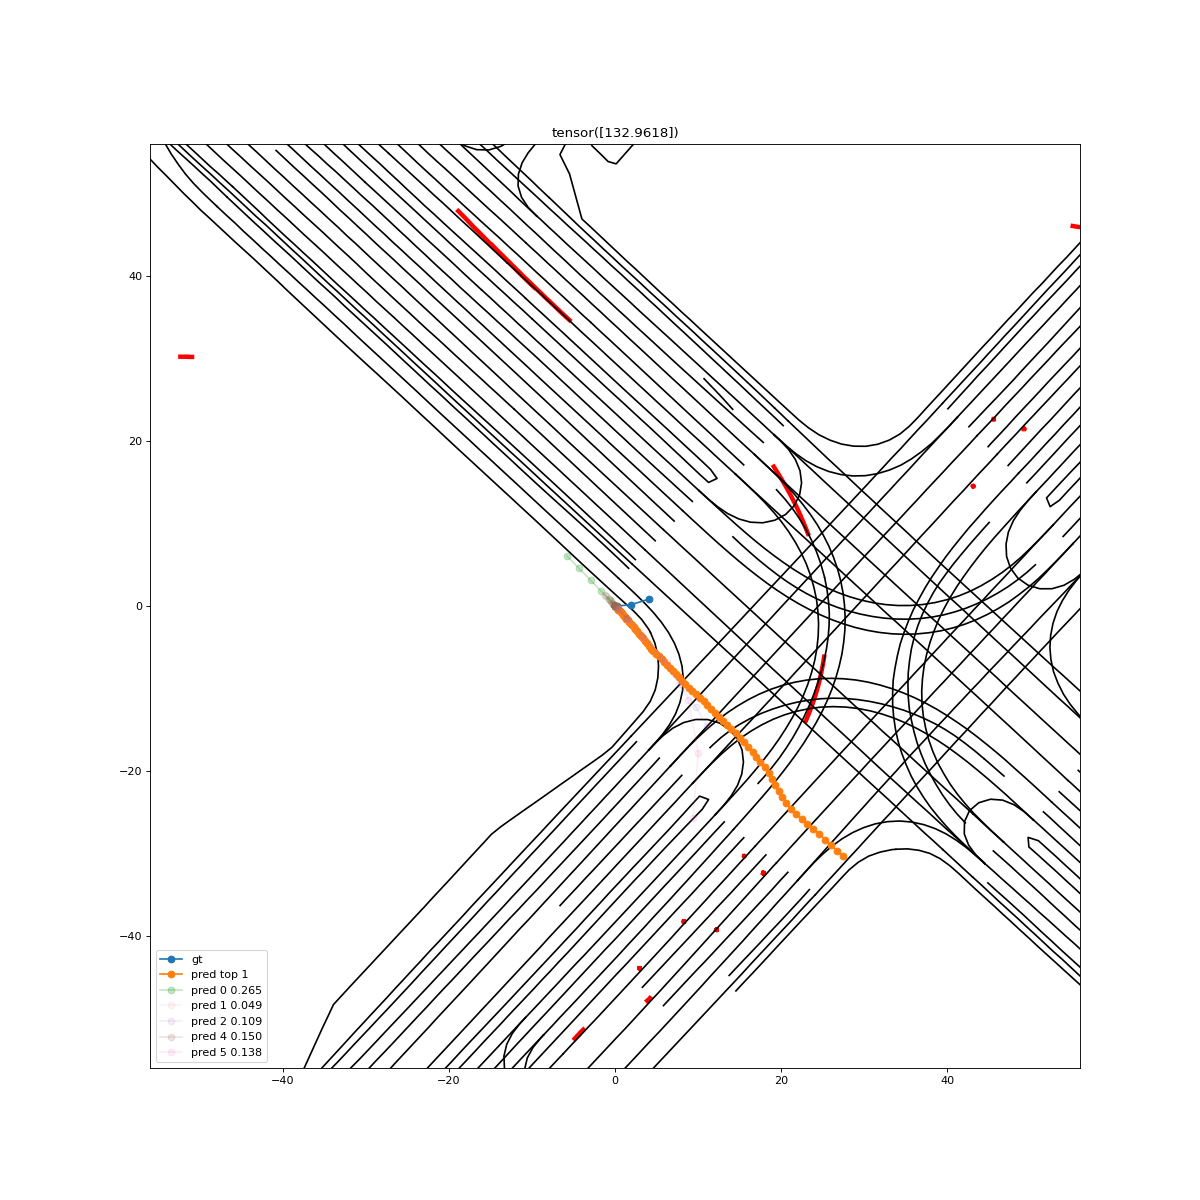 tensor([132.9618])
40
20
0
−20
−40
−40
−20
0
20
40
gt
pred top 1
pred 0 0.265
pred 1 0.049
pred 2 0.109
pred 4 0.150
pred 5 0.138